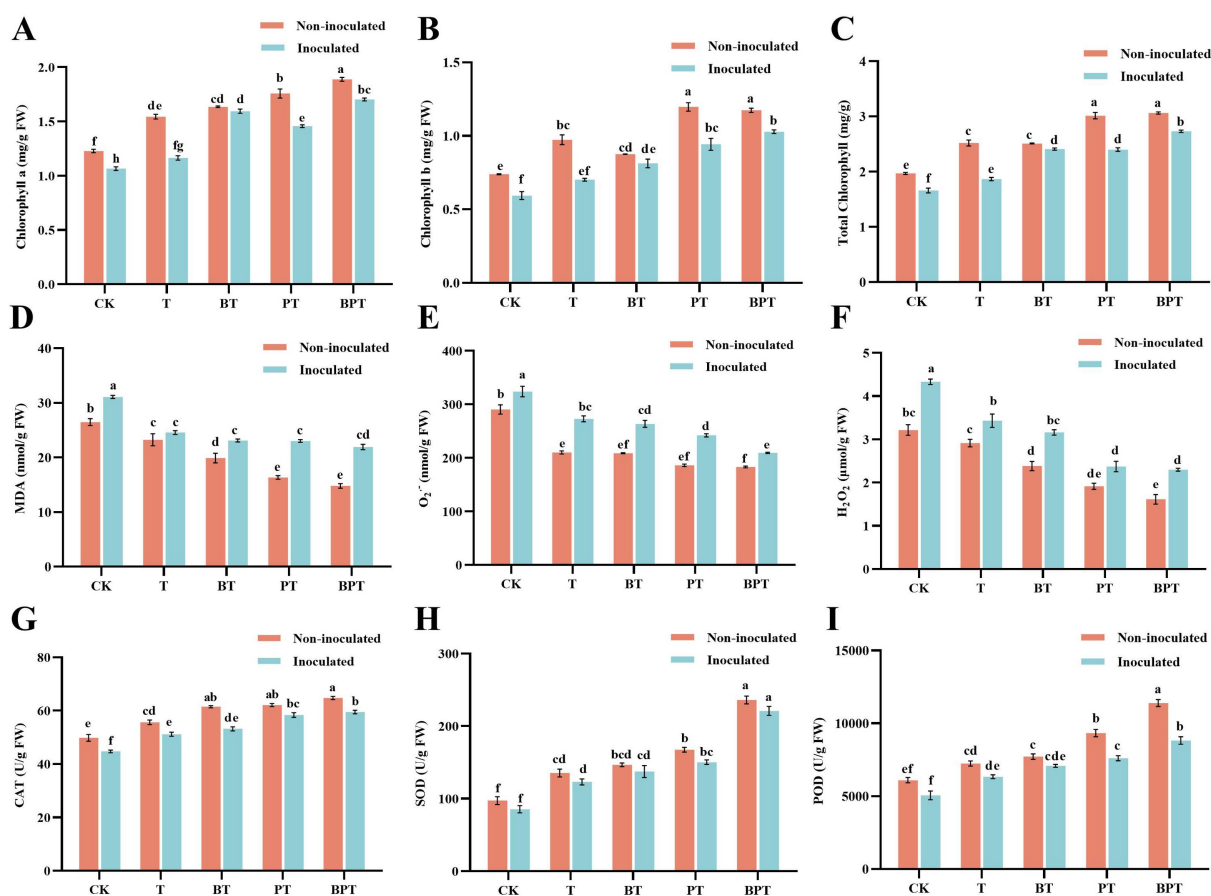 A
Non-inoculated
Inoculated
Chlorophyll a (mg/g FW)
2.0
1.5
1.0
0.5
0.0
f
h
de
fg
cd
d
b
e
a
bc
CK
T
BT
PT
BPT
B
Non-inoculated
Inoculated
Chlorophyll b (mg/g FW)
1.5
1.0
0.5
0.0
e
f
bc
ef
cd
de
a
bc
a
b
CK
T
BT
PT
BPT
C
Non-inoculated
Inoculated
Total Chlorophyll (mg/g)
4
3
2
1
0
e
f
c
e
c
d
a
d
a
b
CK
T
BT
PT
BPT
D
Non-inoculated
Inoculated
MDA (nmol/g FW)
40
30
20
10
0
b
a
c
c
d
c
e
c
e
cd
CK
T
BT
PT
BPT
E
Non-inoculated
Inoculated
O₂·⁻ (nmol/g FW)
400
300
200
100
0
b
a
e
bc
ef
cd
ef
d
f
e
CK
T
BT
PT
BPT
F
Non-inoculated
Inoculated
H₂O₂ (μmol/g FW)
5
4
3
2
1
0
bc
a
c
b
d
bc
de
d
e
d
CK
T
BT
PT
BPT
G
Non-inoculated
Inoculated
CAT (U/g FW)
80
60
40
20
0
e
f
cd
e
ab
de
ab
bc
a
b
CK
T
BT
PT
BPT
H
Non-inoculated
Inoculated
SOD (U/g FW)
300
200
100
0
f
f
cd
d
bcd
cd
b
bc
a
a
CK
T
BT
PT
BPT
I
Non-inoculated
Inoculated
POD (U/g FW)
15000
10000
5000
0
ef
f
cd
de
c
cde
b
c
a
b
CK
T
BT
PT
BPT